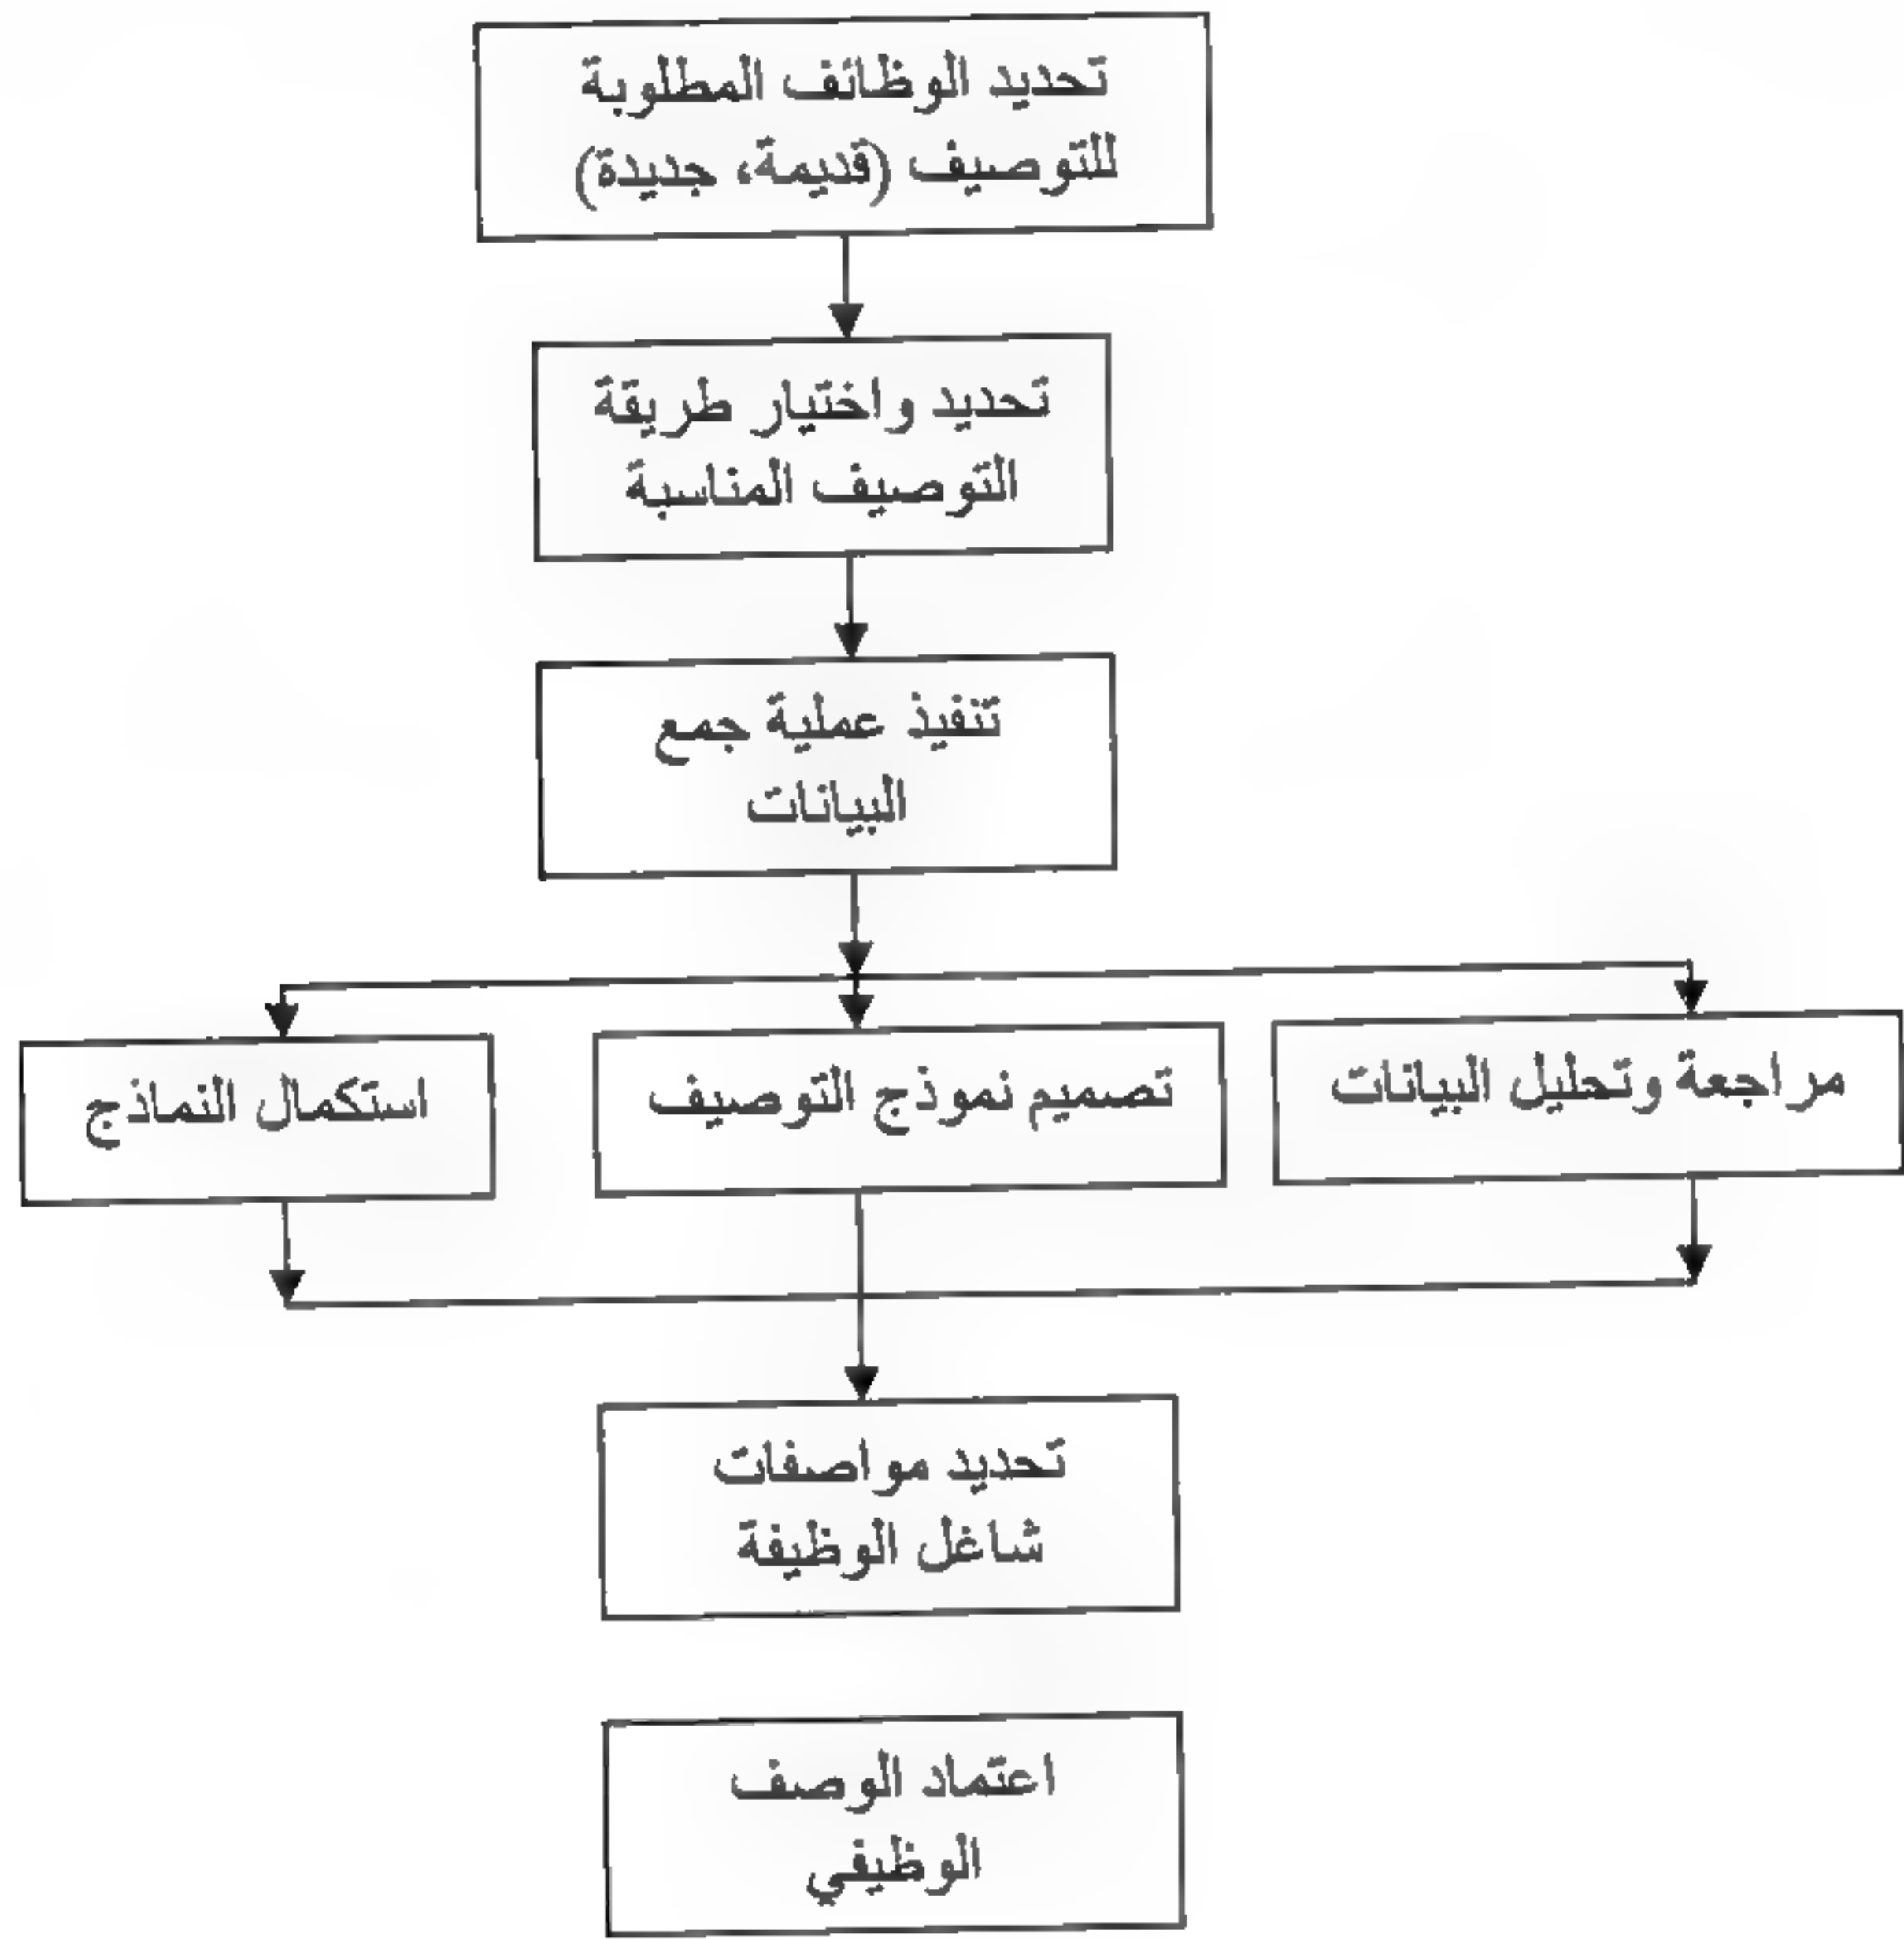 تحديد الوظائف المطلوبة
للتوصيف (قديمة، جديدة)
تحديد واختيار طريقة
التوصيف المناسبة
تنفيذ عملية جمع
البيانات
مراجعة وتحليل البيانات
تصميم نموذج التوصيف
استكمال النماذج
تحديد مواصفات
شاغل الوظيفة
اعتماد الوصف
الوظيفي